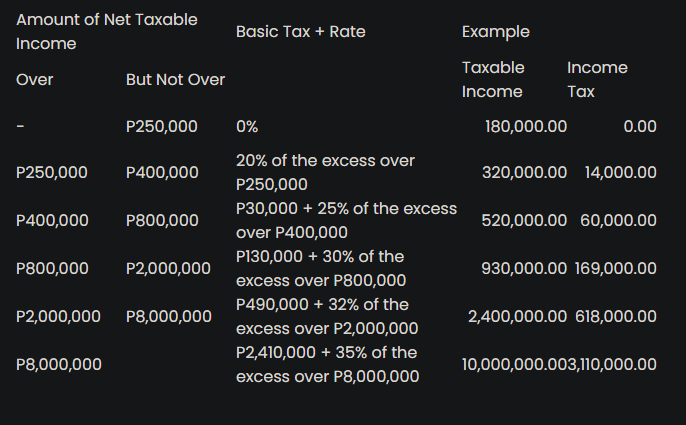 Amount of Net Taxable Income Basic Tax + Rate Example
Over But Not Over Taxable Income Income Tax
- P250,000 0% 180,000.00 0.00
P250,000 P400,000 20% of the excess over P250,000 320,000.00 14,000.00
P400,000 P800,000 P30,000 + 25% of the excess over P400,000 520,000.00 60,000.00
P800,000 P2,000,000 P130,000 + 30% of the excess over P800,000 930,000.00 169,000.00
P2,000,000 P8,000,000 P490,000 + 32% of the excess over P2,000,000 2,400,000.00 618,000.00
P8,000,000 P2,410,000 + 35% of the excess over P8,000,000 10,000,000.00 3,110,000.00